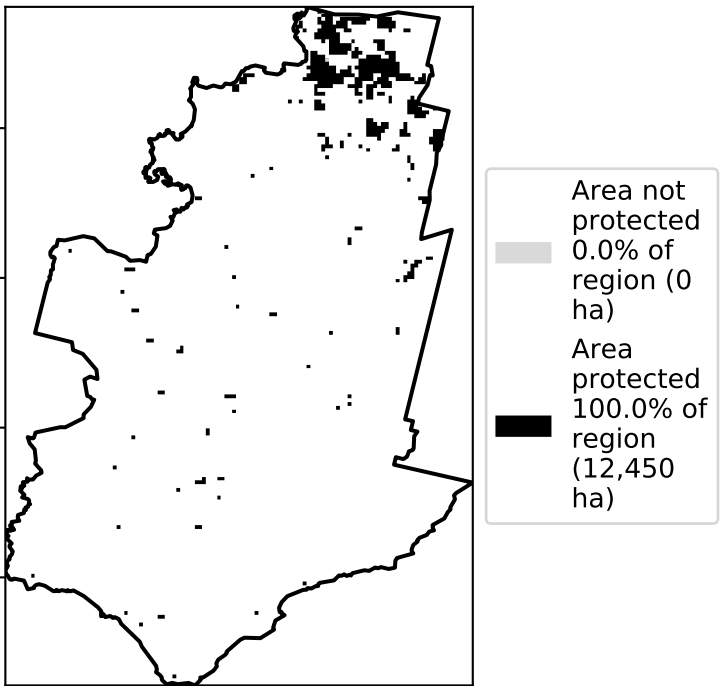 Area not
protected
0.0% of
region (0
ha)
Area
protected
100.0% of
region
(12,450
ha)